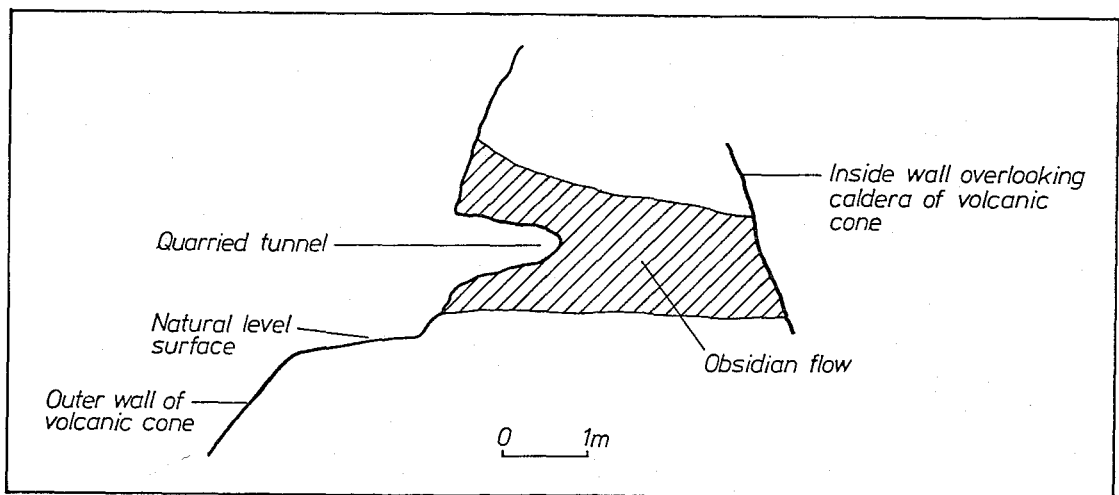 Inside wall overlooking
caldera of volcanic
cone
Quarried tunnel
Natural level
surface
Obsidian flow
Outer wall of
volcanic cone
0 1m